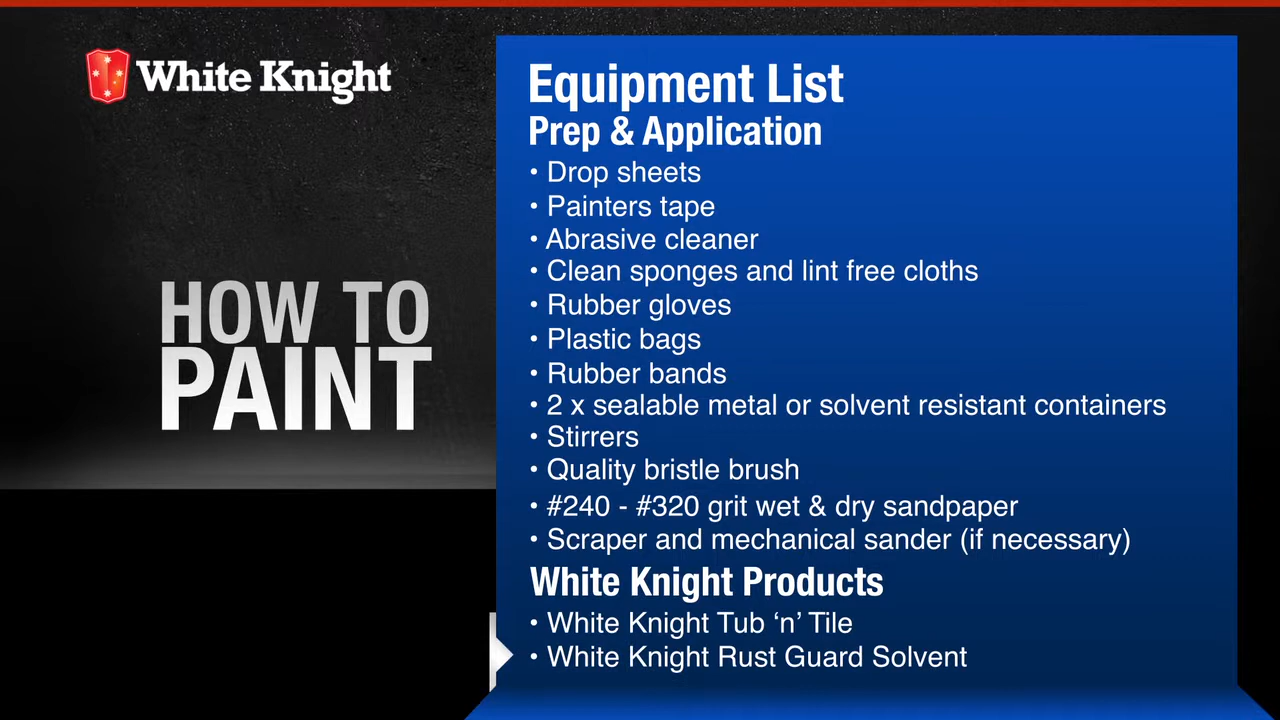 White Knight
HOW TO
PAINT
Equipment List
Prep & Application
• Drop sheets
• Painters tape
• Abrasive cleaner
• Clean sponges and lint free cloths
• Rubber gloves
• Plastic bags
• Rubber bands
• 2 x sealable metal or solvent resistant containers
• Stirrers
• Quality bristle brush
• #240 - #320 grit wet & dry sandpaper
• Scraper and mechanical sander (if necessary)
White Knight Products
• White Knight Tub ‘n’ Tile
• White Knight Rust Guard Solvent